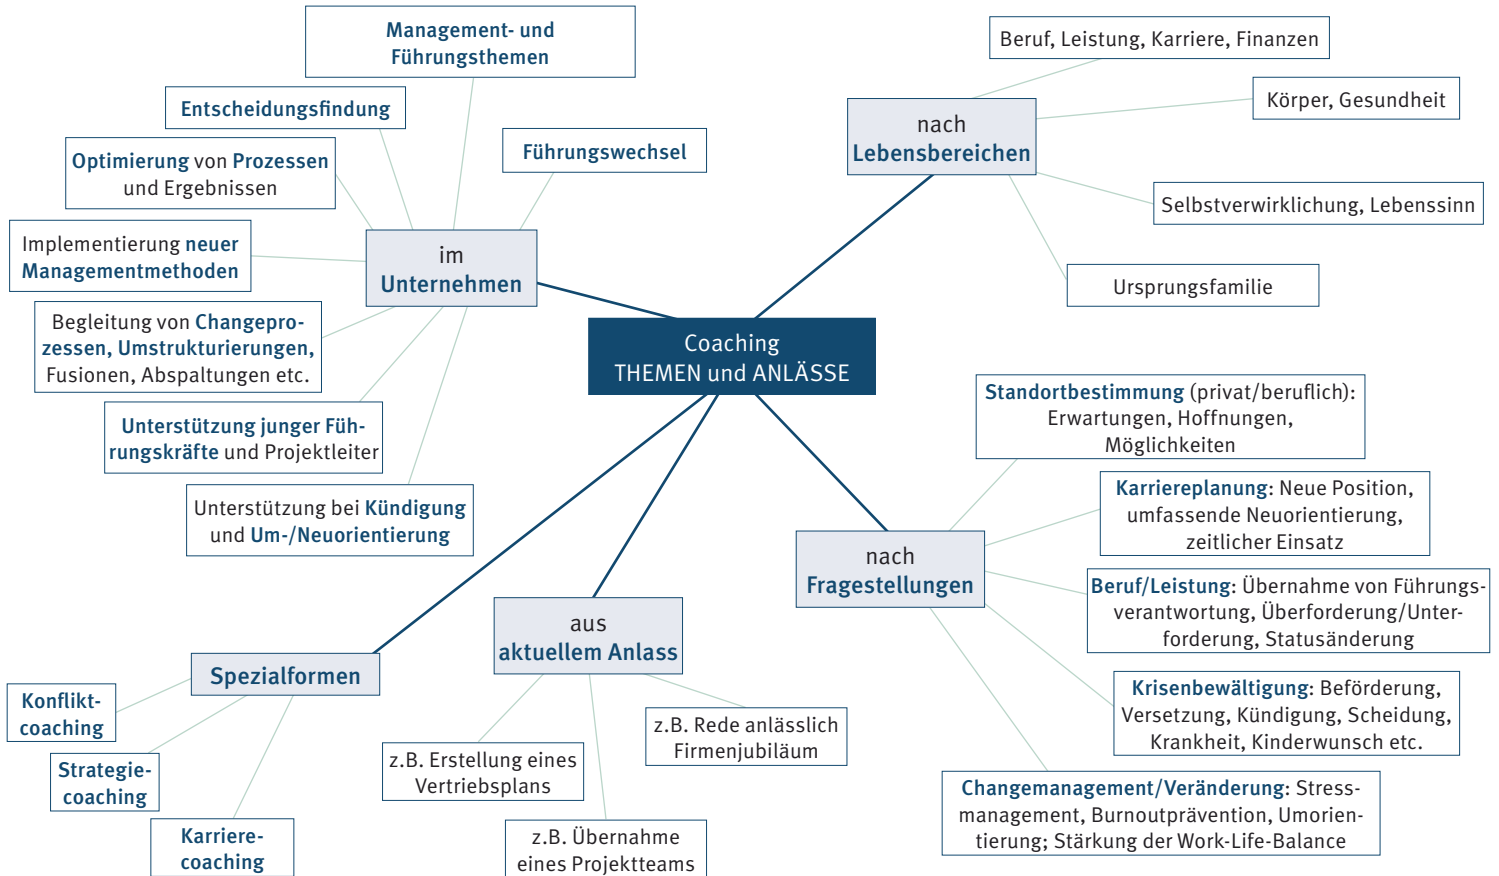 Coaching
THEMEN und ANLÄSSE
im
Unternehmen
Management- und
Führungsthemen
Entscheidungsfindung
Führungswechsel
Optimierung von Prozessen
und Ergebnissen
Implementierung neuer
Managementmethoden
Begleitung von Changepro-
zessen, Umstrukturierungen,
Fusionen, Abspaltungen etc.
Unterstützung junger Füh-
rungskräfte und Projektleiter
Unterstützung bei Kündigung
und Um-/Neuorientierung
nach
Lebensbereichen
Beruf, Leistung, Karriere, Finanzen
Körper, Gesundheit
Selbstverwirklichung, Lebenssinn
Ursprungsfamilie
nach
Fragestellungen
Standortbestimmung (privat/beruflich):
Erwartungen, Hoffnungen,
Möglichkeiten
Karriereplanung: Neue Position,
umfassende Neuorientierung,
zeitlicher Einsatz
Beruf/Leistung: Übernahme von Führungs-
verantwortung, Überforderung/Unter-
forderung, Statusänderung
Krisenbewältigung: Beförderung,
Versetzung, Kündigung, Scheidung,
Krankheit, Kinderwunsch etc.
Changemanagement/Veränderung: Stress-
management, Burnoutprävention, Umorien-
tierung; Stärkung der Work-Life-Balance
aus
aktuellem Anlass
z.B. Rede anlässlich
Firmenjubiläum
z.B. Erstellung eines
Vertriebsplans
z.B. Übernahme
eines Projektteams
Spezialformen
Konflikt-
coaching
Strategie-
coaching
Karriere-
coaching